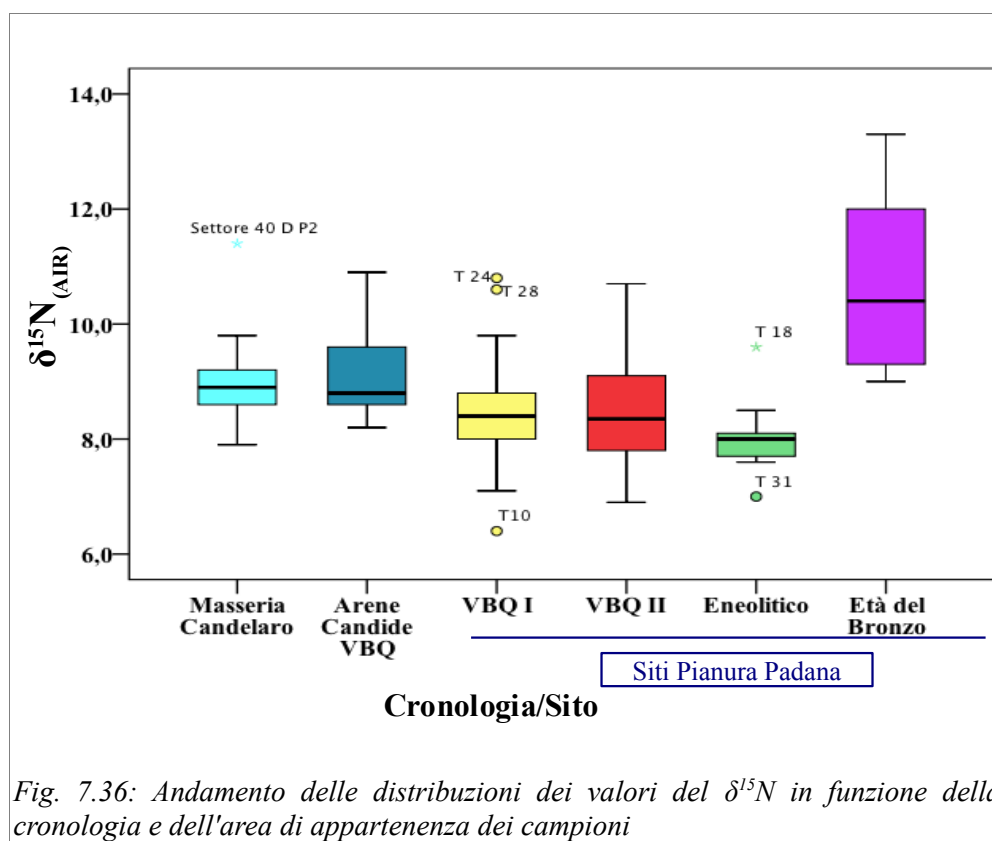 14,0
12,0
10,0
8,0
6,0
δ¹⁵N(AIR)
Settore 40 D P2
T 24
T 28
T10
T 18
T 31
Masseria Candelaro
Arene Candide VBQ
VBQ I
VBQ II
Eneolitico
Età del Bronzo
Siti Pianura Padana
Cronologia/Sito
Fig. 7.36: Andamento delle distribuzioni dei valori del δ¹⁵N in funzione della
cronologia e dell'area di appartenenza dei campioni